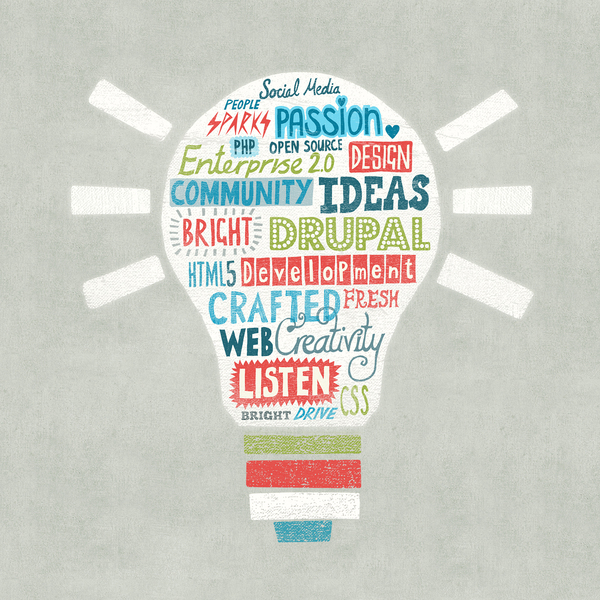 Social Media
PEOPLE
SPARKS PASSION
PHP OPEN SOURCE
Enterprise 2.0 DESIGN
COMMUNITY IDEAS
BRIGHT DRUPAL
HTML5 Development
CRAFTED FRESH
&
WEB Creativity
LISTEN
BRIGHT DRIVE CSS